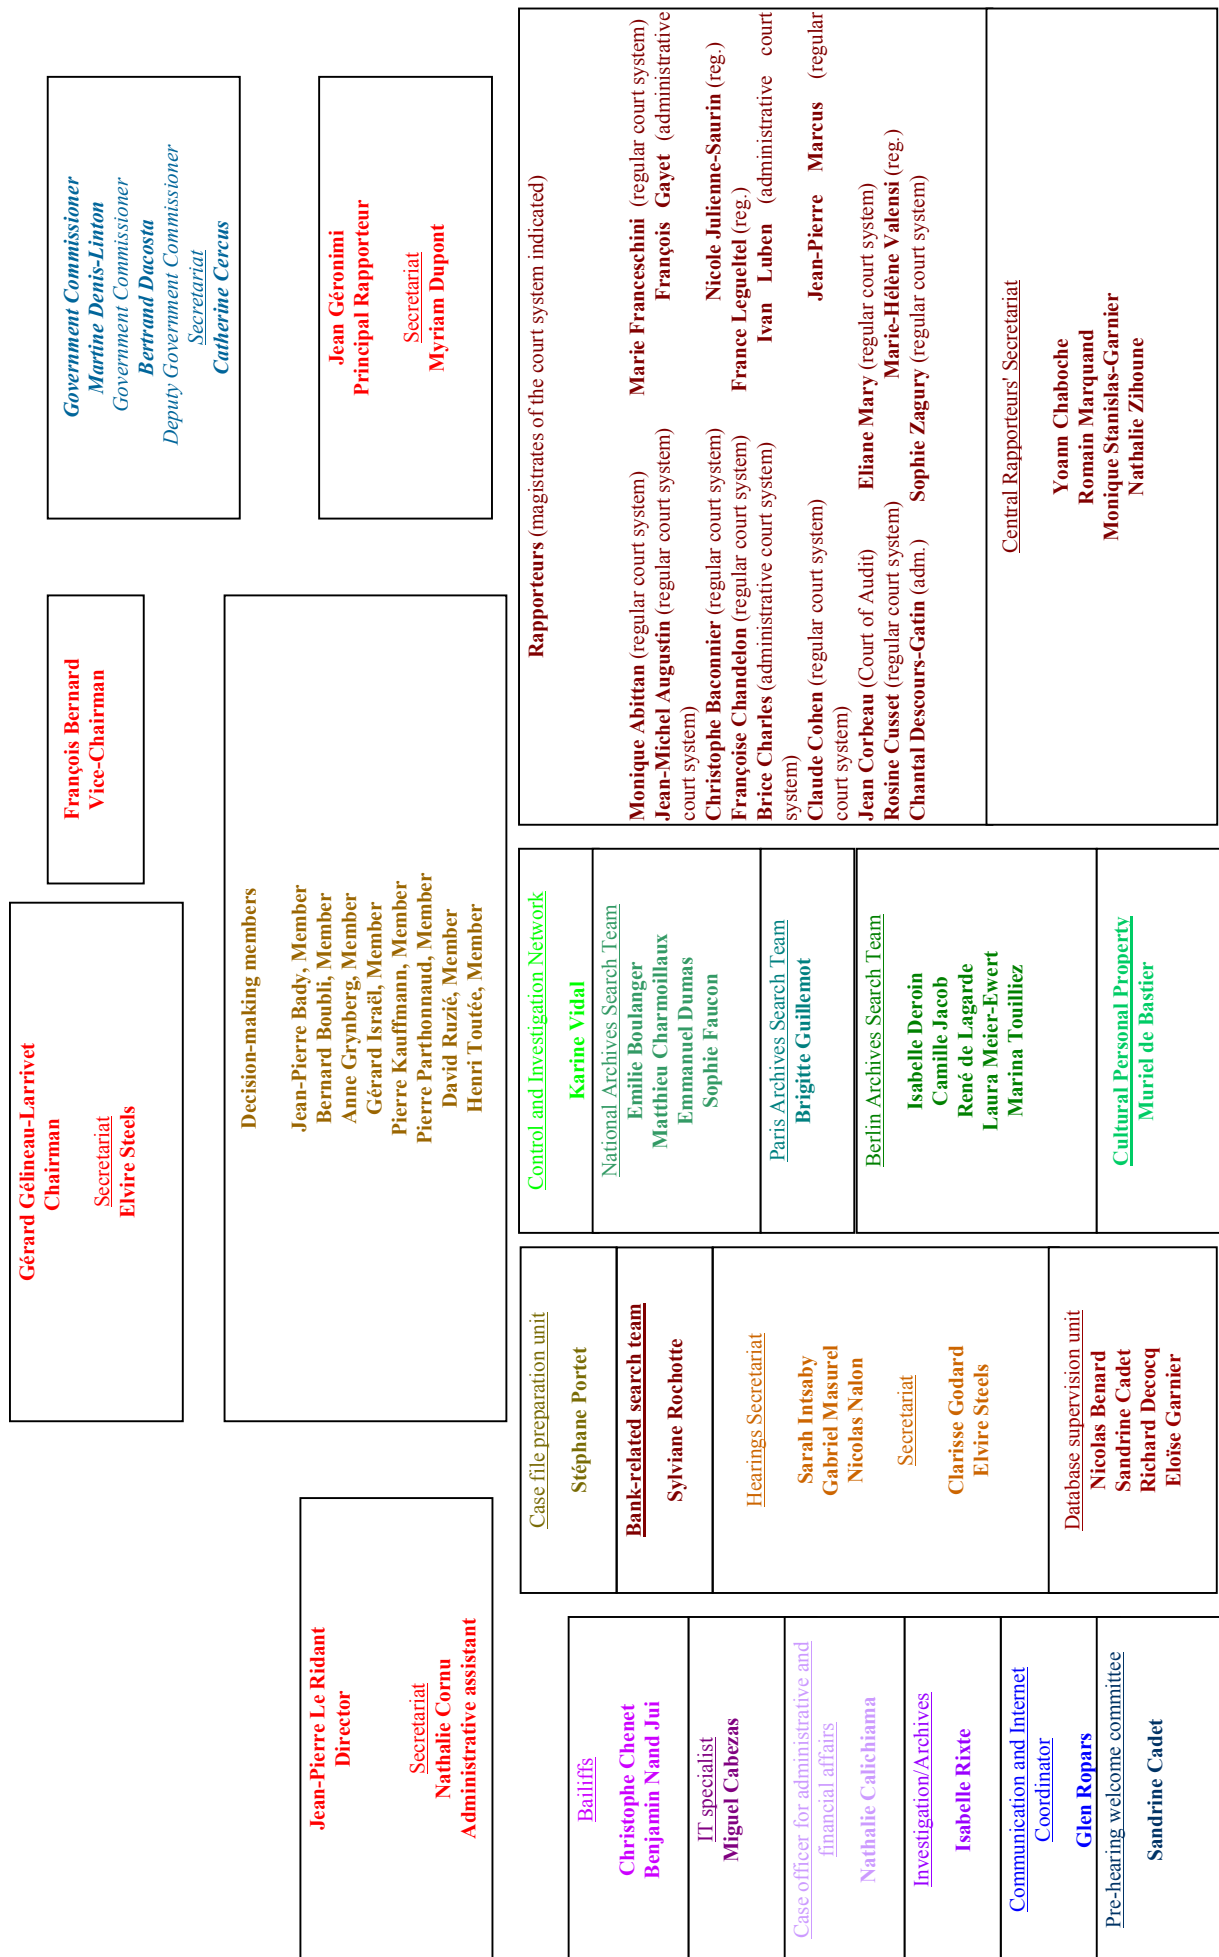 Gérard Gélineau-Larrivet
Chairman
Secretariat
Elvire Steels
François Bernard
Vice-Chairman
Government Commissioner
Martine Denis-Linton
Government Commissioner
Bertrand Dacosta
Deputy Government Commissioner
Secretariat
Catherine Cercus
Jean-Pierre Le Ridant
Director
Secretariat
Nathalie Cornu
Administrative assistant
Decision-making members
Jean-Pierre Bady, Member
Bernard Boubli, Member
Anne Grynberg, Member
Gérard Israël, Member
Pierre Kauffmann, Member
Pierre Parthonnaud, Member
David Ruzié, Member
Henri Toutée, Member
Jean Géronimi
Principal Rapporteur
Secretariat
Myriam Dupont
Bailiffs
Christophe Chenet
Benjamin Nand Jui
IT specialist
Miguel Cabezas
Case officer for administrative and
financial affairs
Nathalie Calichiama
Investigation/Archives
Isabelle Rixte
Communication and Internet
Coordinator
Glen Ropars
Pre-hearing welcome committee
Sandrine Cadet
Case file preparation unit
Stéphane Portet
Bank-related search team
Sylviane Rochotte
Hearings Secretariat
Sarah Intsaby
Gabriel Masurel
Nicolas Nalon
Secretariat
Clarisse Godard
Elvire Steels
Database supervision unit
Nicolas Benard
Sandrine Cadet
Richard Decocq
Eloïse Garnier
Control and Investigation Network
Karine Vidal
National Archives Search Team
Emilie Boulanger
Matthieu Charmoillaux
Emmanuel Dumas
Sophie Faucon
Paris Archives Search Team
Brigitte Guillemot
Berlin Archives Search Team
Isabelle Deroin
Camille Jacob
René de Lagarde
Laura Meier-Ewert
Marina Touilliez
Cultural Personal Property
Muriel de Bastier
Rapporteurs (magistrates of the court system indicated)
Monique Abittan (regular court system) Marie Franceschini (regular court system)
Jean-Michel Augustin (regular court system) François Gayet (administrative
court system)
Christophe Baconnier (regular court system) Nicole Julienne-Saurin (reg.)
Françoise Chandelon (regular court system) France Legueltel (reg.)
Brice Charles (administrative court system) Ivan Luben (administrative court
system)
Claude Cohen (regular court system) Jean-Pierre Marcus (regular
court system)
Jean Corbeau (Court of Audit) Eliane Mary (regular court system)
Rosine Cusset (regular court system) Marie-Hélène Valensi (reg.)
Chantal Descours-Gatin (adm.) Sophie Zagury (regular court system)
Central Rapporteurs' Secretariat
Yoann Chaboche
Romain Marquand
Monique Stanislas-Garnier
Nathalie Zihoune